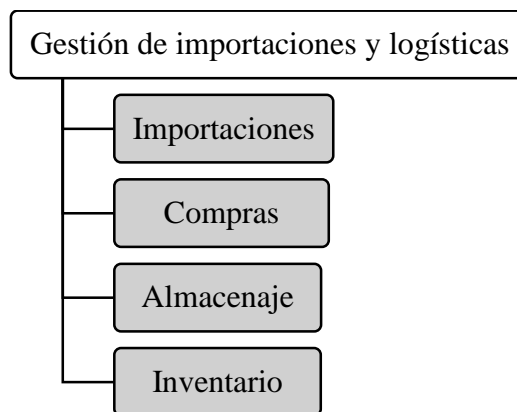 Gestión de importaciones y logísticas
Importaciones
Compras
Almacenaje
Inventario